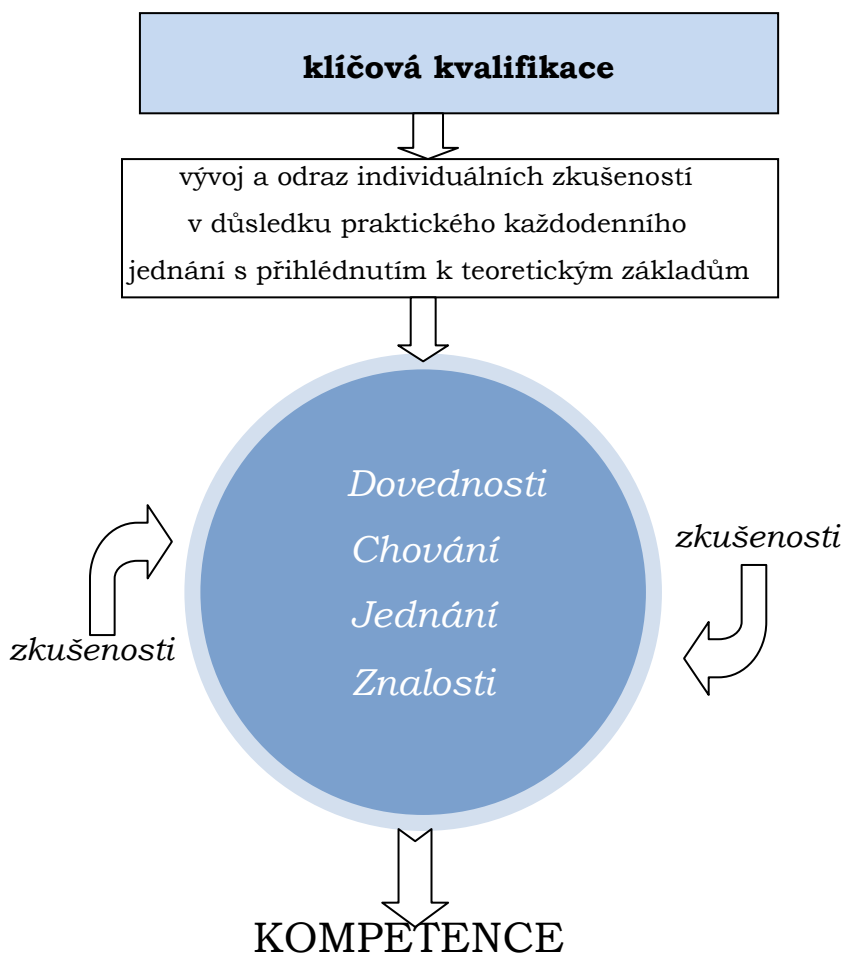 klíčová kvalifikace
vývoj a odraz individuálních zkušeností
v důsledku praktického každodenního
jednání s přihlédnutím k teoretickým základům
Dovednosti
Chování
Jednání
Znalosti
zkušenosti
zkušenosti
KOMPETENCE